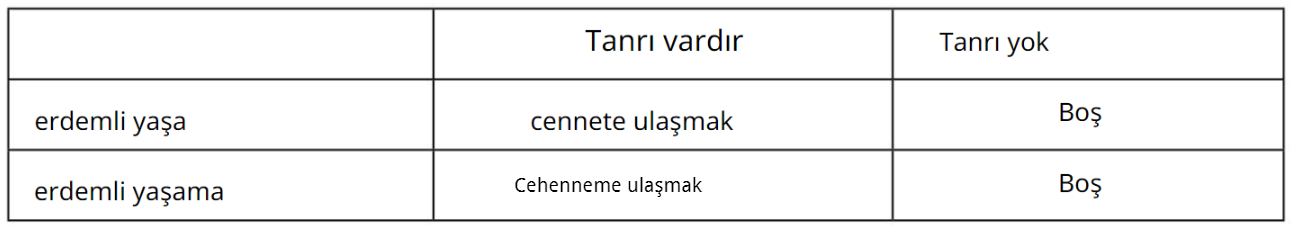 Tanrı vardır Tanrı yok
erdemli yaşa cennete ulaşmak Boş
erdemli yaşama Cehenneme ulaşmak Boş